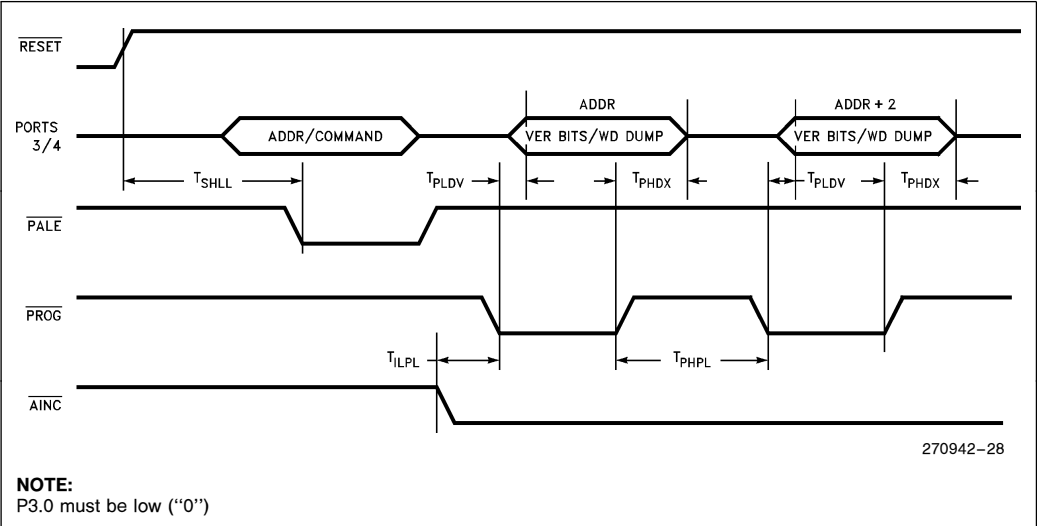 RESET
ADDR
ADDR + 2
PORTS
3/4
ADDR/COMMAND
VER BITS/WD DUMP
VER BITS/WD DUMP
TSHLL
TPLDV
TPHDX
TPLDV
TPHDX
PALE
PROG
TILPL
TPHPL
AINC
270942–28
NOTE:
P3.0 must be low (‘‘0’’)